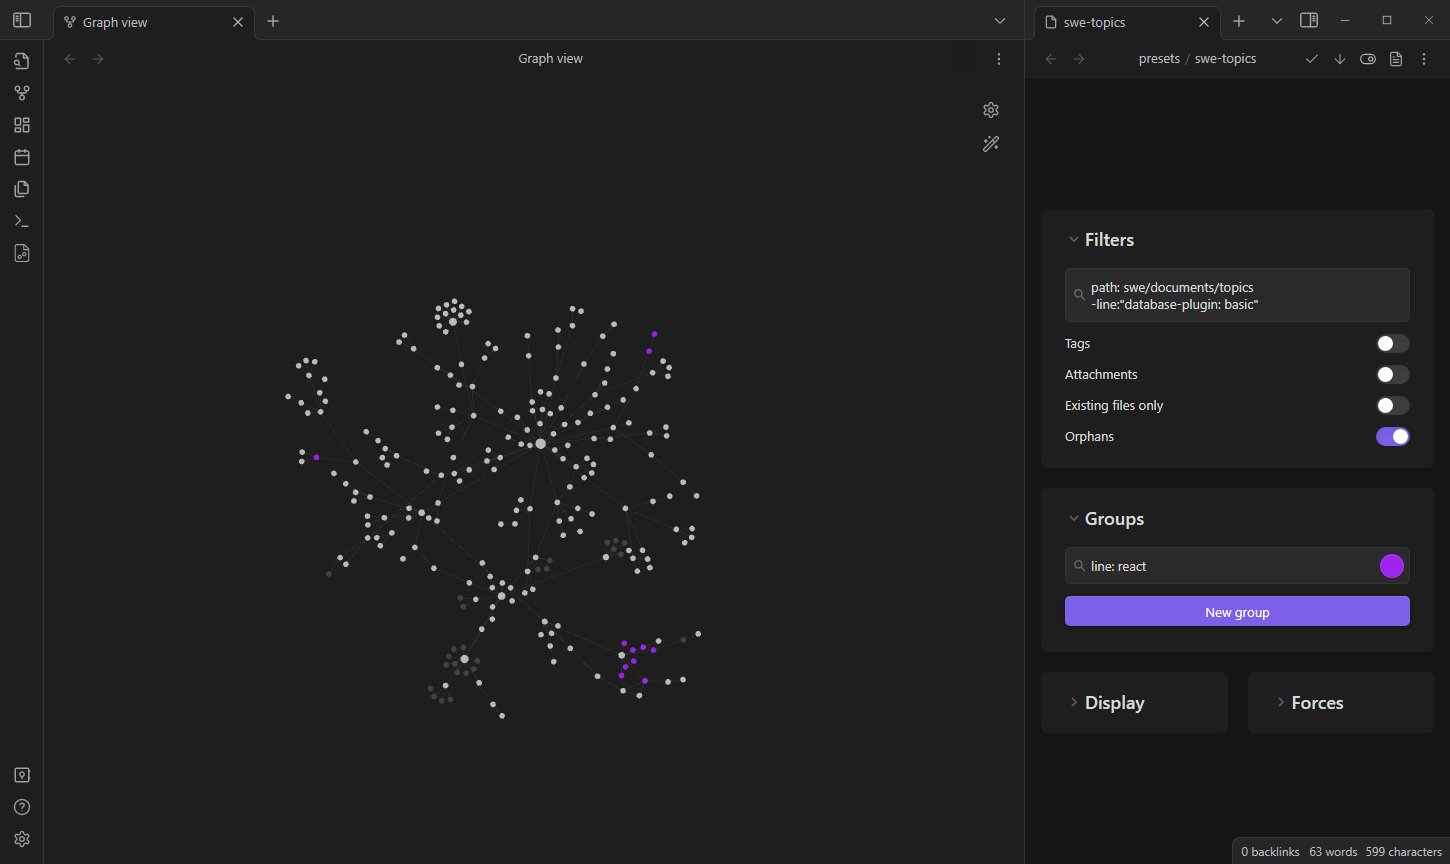 Graph view
swe-topics
Graph view
presets / swe-topics
Filters
path: swe/documents/topics
-line:"database-plugin: basic"
Tags
Attachments
Existing files only
Orphans
Groups
line: react
New group
Display
Forces
0 backlinks 63 words 599 characters